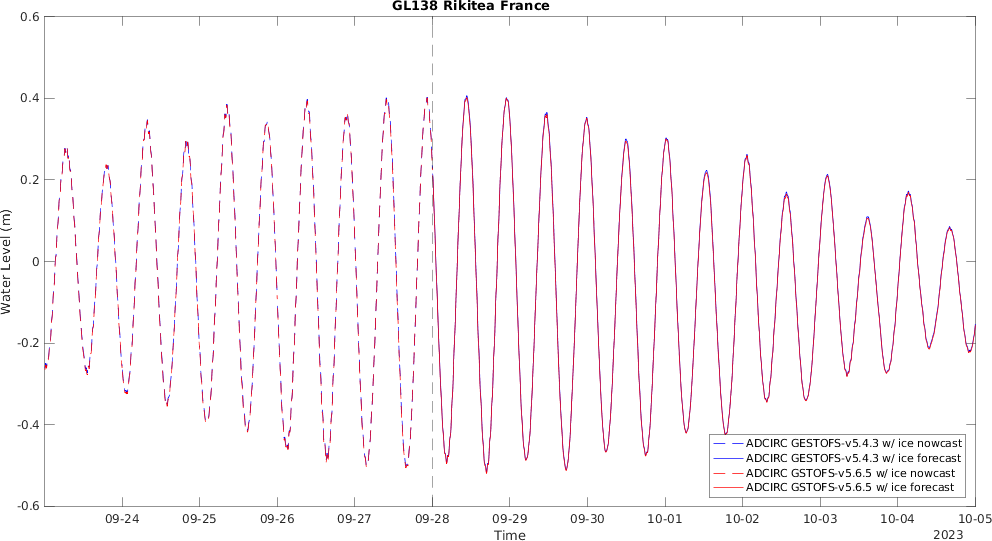 GL138 Rikitea France
0.6
0.4
0.2
0
-0.2
-0.4
-0.6
Water Level (m)
ADCIRC GESTOFS-v5.4.3 w/ ice nowcast
ADCIRC GESTOFS-v5.4.3 w/ ice forecast
ADCIRC GSTOFS-v5.6.5 w/ ice nowcast
ADCIRC GSTOFS-v5.6.5 w/ ice forecast
09-24 09-25 09-26 09-27 09-28 09-29 09-30 10-01 10-02 10-03 10-04 10-05
Time
2023